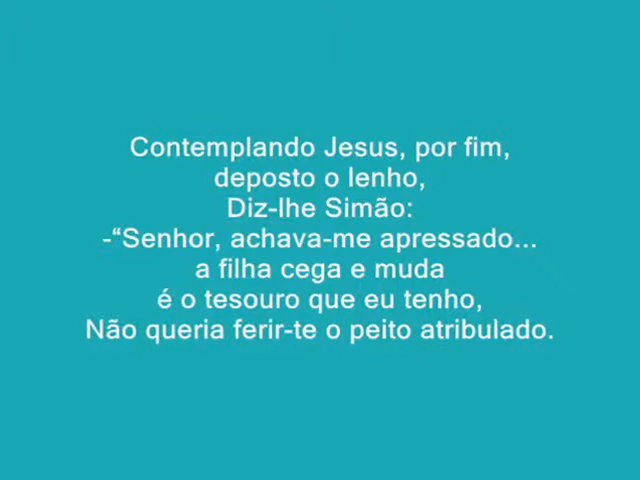 Contemplando Jesus, por fim,
deposto o lenho,
Diz-lhe Simão:
-“Senhor, achava-me apressado...
a filha cega e muda
é o tesouro que eu tenho,
Não queria ferir-te o peito atribulado.